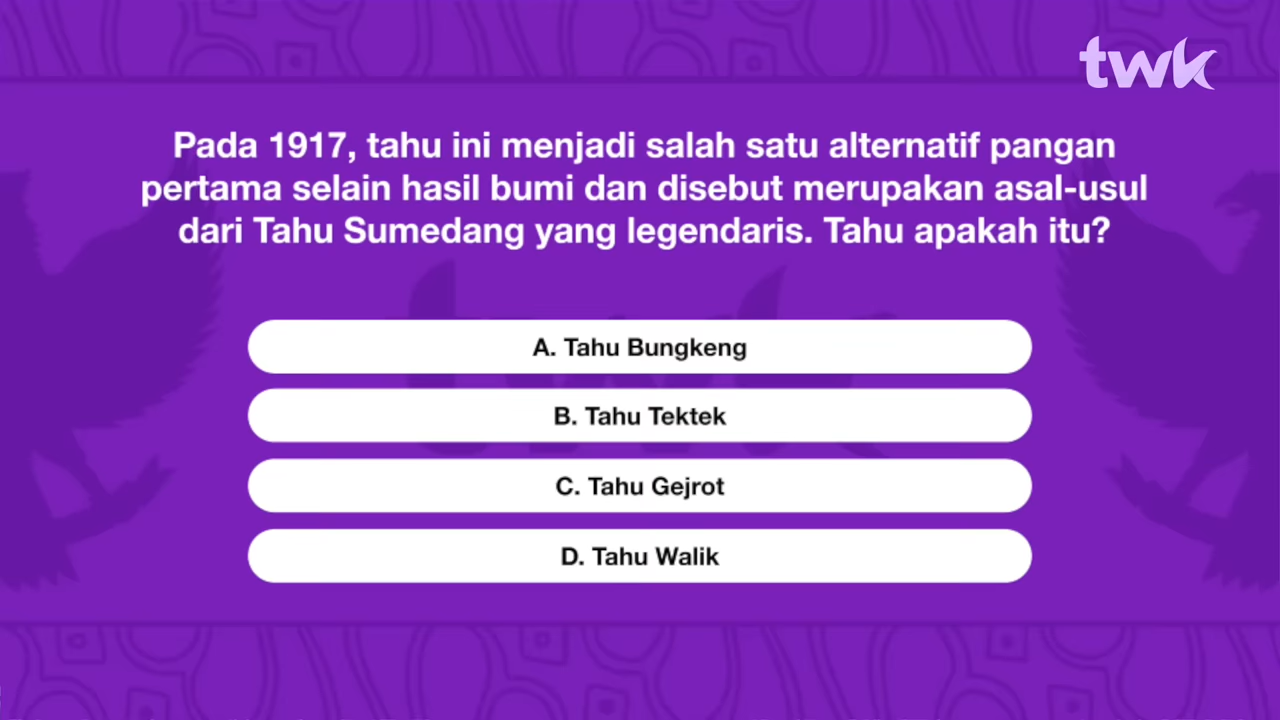 twk
Pada 1917, tahu ini menjadi salah satu alternatif pangan
pertama selain hasil bumi dan disebut merupakan asal-usul
dari Tahu Sumedang yang legendaris. Tahu apakah itu?
A. Tahu Bungkeng
B. Tahu Tektek
C. Tahu Gejrot
D. Tahu Walik